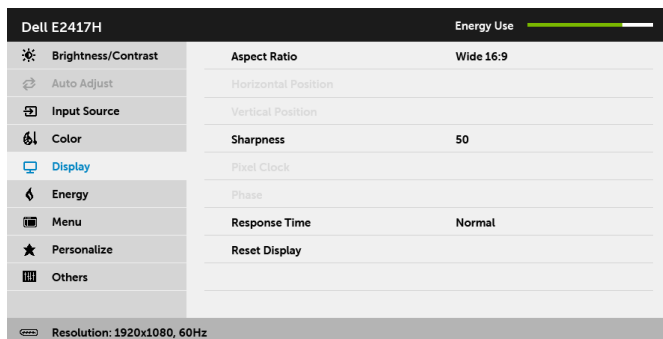 Dell E2417H Energy Use
Brightness/Contrast Aspect Ratio Wide 16:9
Auto Adjust Horizontal Position
Input Source Vertical Position
Color Sharpness 50
Display Pixel Clock
Energy Phase
Menu Response Time Normal
Personalize Reset Display
Others
Resolution: 1920x1080, 60Hz